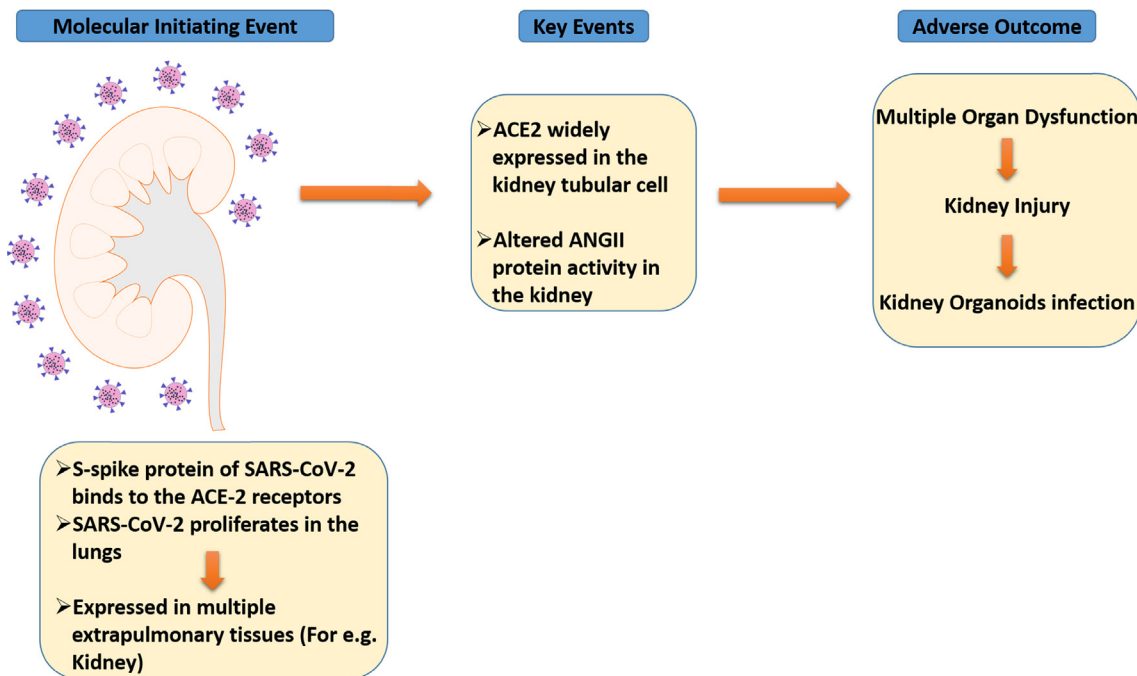 Molecular Initiating Event
Key Events
Adverse Outcome
➢S-spike protein of SARS-CoV-2
binds to the ACE-2 receptors
➢SARS-CoV-2 proliferates in the
lungs
➢Expressed in multiple
extrapulmonary tissues (For e.g.
Kidney)
➢ACE2 widely
expressed in the
kidney tubular cell
➢Altered ANGII
protein activity in
the kidney
Multiple Organ Dysfunction
Kidney Injury
Kidney Organoids infection